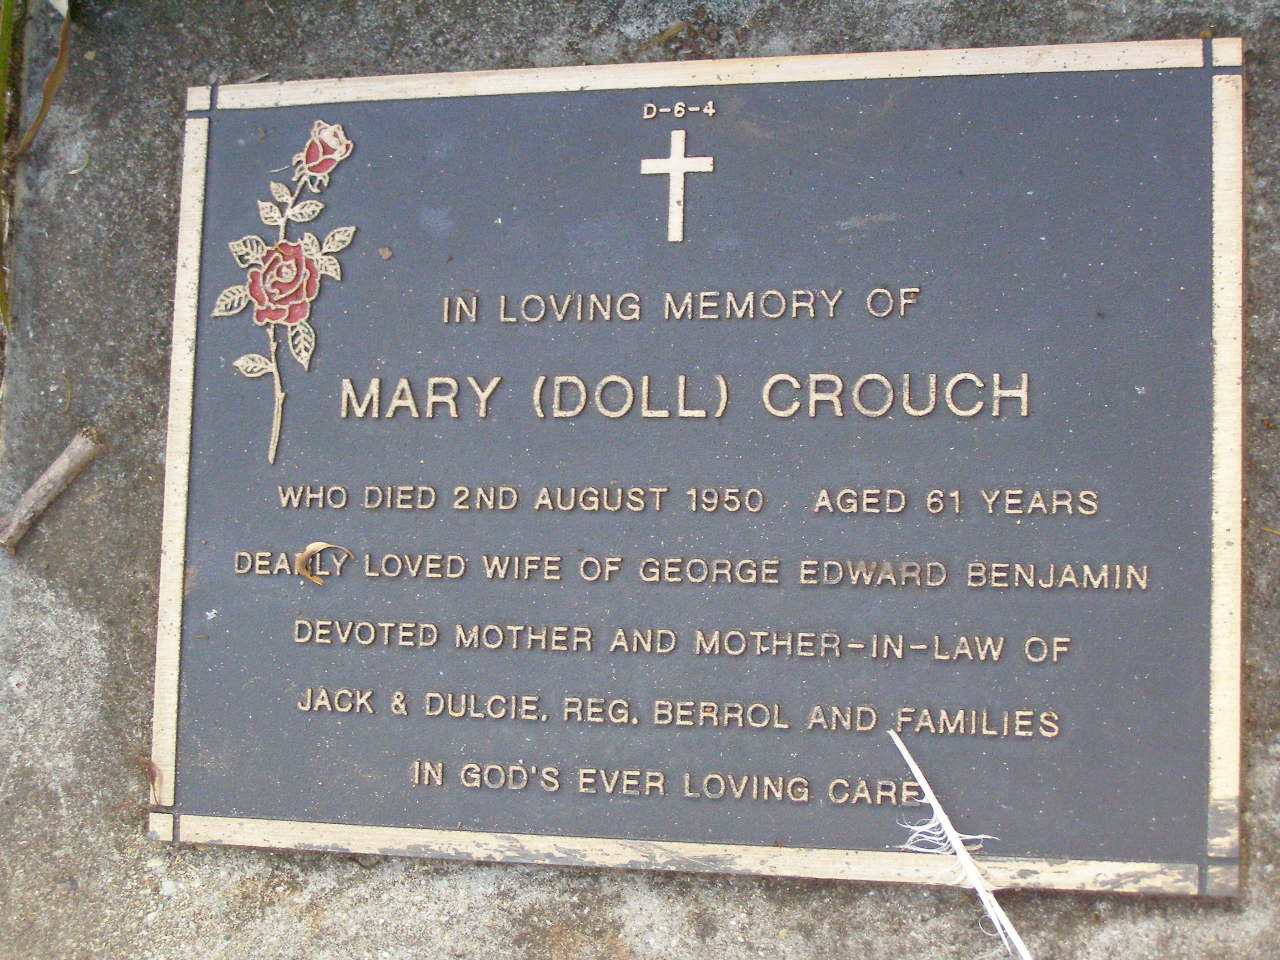 D-6-4
IN LOVING MEMORY OF
MARY (DOLL) CROUCH
WHO DIED 2ND AUGUST 1950 AGED 61 YEARS
DEARLY LOVED WIFE OF GEORGE EDWARD BENJAMIN
DEVOTED MOTHER AND MOTHER-IN-LAW OF
JACK & DULCIE, REG. BERROL AND FAMILIES
IN GOD'S EVER LOVING CARE